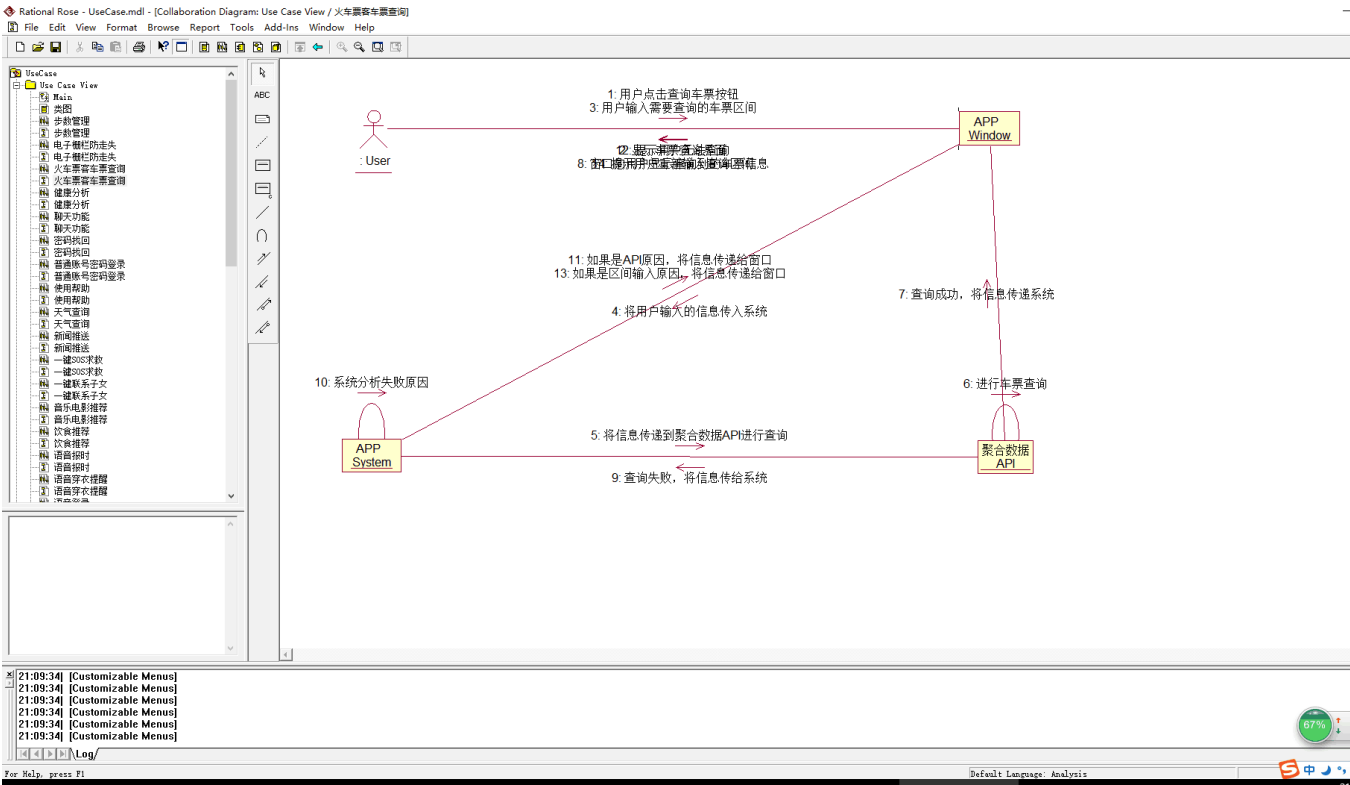 Rational Rose - UseCase.mdl - [Collaboration Diagram: Use Case View / 火车票客车票查询]
File Edit View Format Browse Report Tools Add-Ins Window Help
UseCase
Use Case View
Main
类图
步数管理
步数管理
电子栅栏防走失
电子栅栏防走失
火车票客车票查询
火车票客车票查询
健康分析
健康分析
聊天功能
聊天功能
密码找回
密码找回
普通账号密码登录
普通账号密码登录
使用帮助
使用帮助
天气查询
天气查询
新闻推送
新闻推送
一键SOS求救
一键SOS求救
一键联系子女
一键联系子女
音乐电影推荐
音乐电影推荐
饮食推荐
饮食推荐
语音报时
语音报时
语音穿衣提醒
语音穿衣提醒
ABC
1: 用户点击查询车票按钮
3: 用户输入需要查询的车票区间
: User
APP
Window
11: 如果是API原因，将信息传递给窗口
13: 如果是区间输入原因，将信息传递给窗口
4: 将用户输入的信息传入系统
7: 查询成功，将信息传递系统
10: 系统分析失败原因
6: 进行车票查询
APP
System
5: 将信息传递到聚合数据API进行查询
9: 查询失败，将信息传给系统
聚合数据
API
21:09:34| [Customizable Menus]
21:09:34| [Customizable Menus]
21:09:34| [Customizable Menus]
21:09:34| [Customizable Menus]
21:09:34| [Customizable Menus]
21:09:34| [Customizable Menus]
Log
67%
For Help, press F1
Default Language: Analysis
中